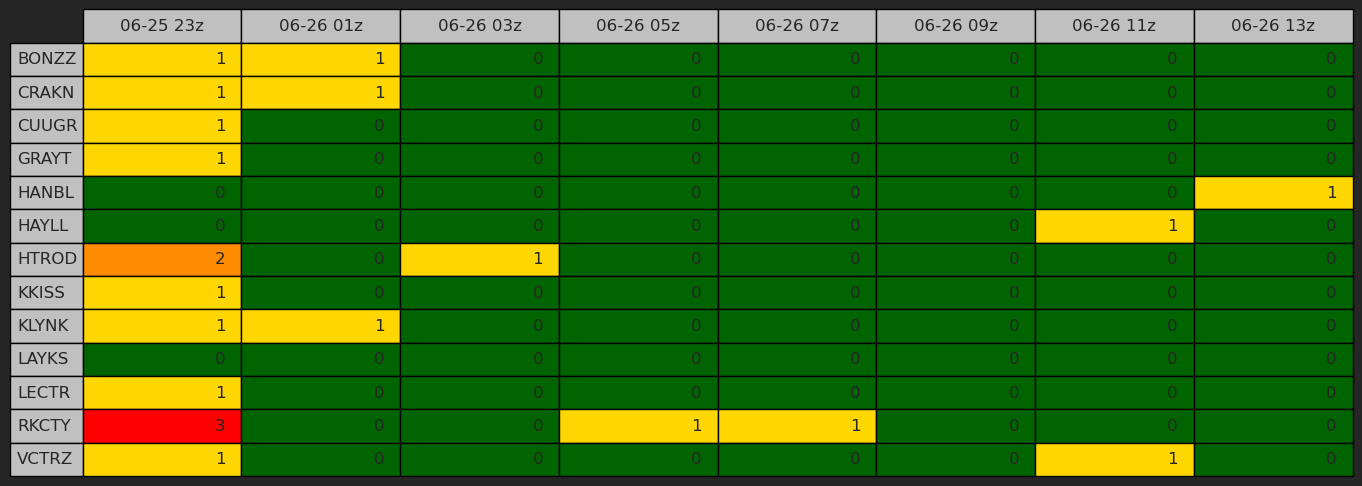 06-25 23z 06-26 01z 06-26 03z 06-26 05z 06-26 07z 06-26 09z 06-26 11z 06-26 13z
BONZZ 1 1 0 0 0 0 0 0
CRAKN 1 1 0 0 0 0 0 0
CUUGR 1 0 0 0 0 0 0 0
GRAYT 1 0 0 0 0 0 0 0
HANBL 0 0 0 0 0 0 0 1
HAYLL 0 0 0 0 0 0 1 0
HTROD 2 0 1 0 0 0 0 0
KKISS 1 0 0 0 0 0 0 0
KLYNK 1 1 0 0 0 0 0 0
LAYKS 0 0 0 0 0 0 0 0
LECTR 1 0 0 0 0 0 0 0
RKCTY 3 0 0 1 1 0 0 0
VCTRZ 1 0 0 0 0 0 1 0